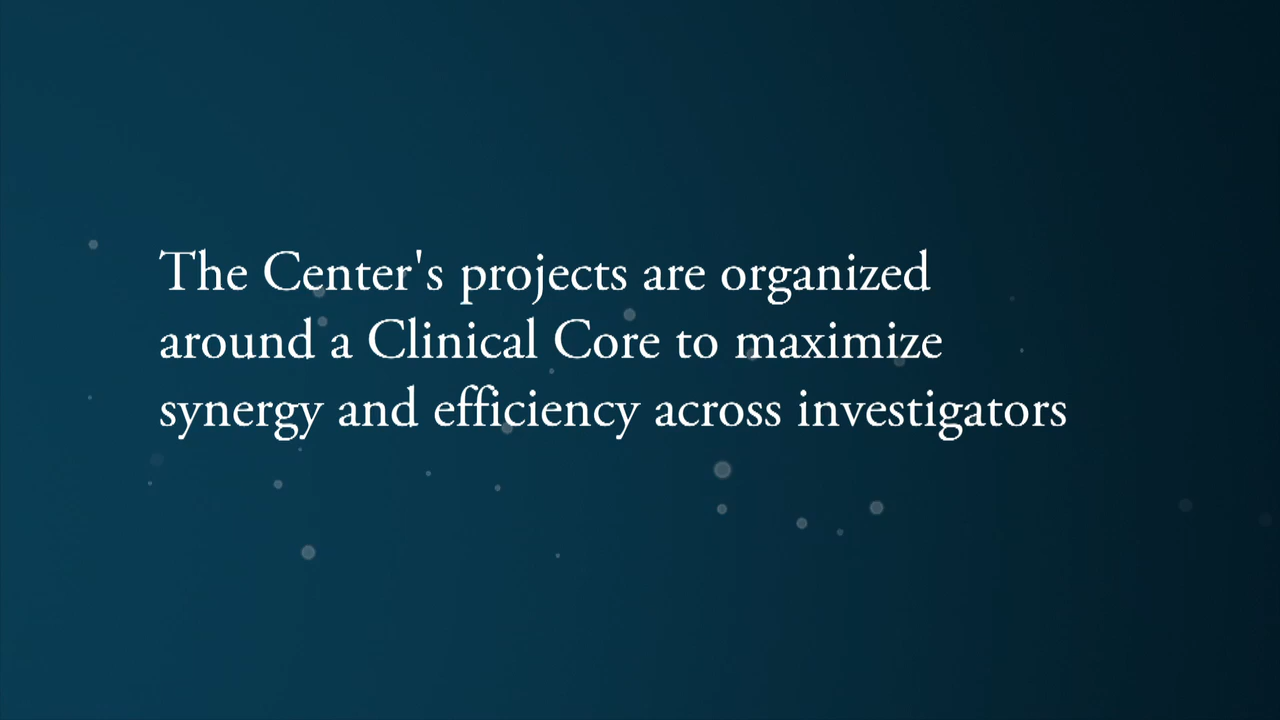 The Center's projects are organized
around a Clinical Core to maximize
synergy and efficiency across investigators